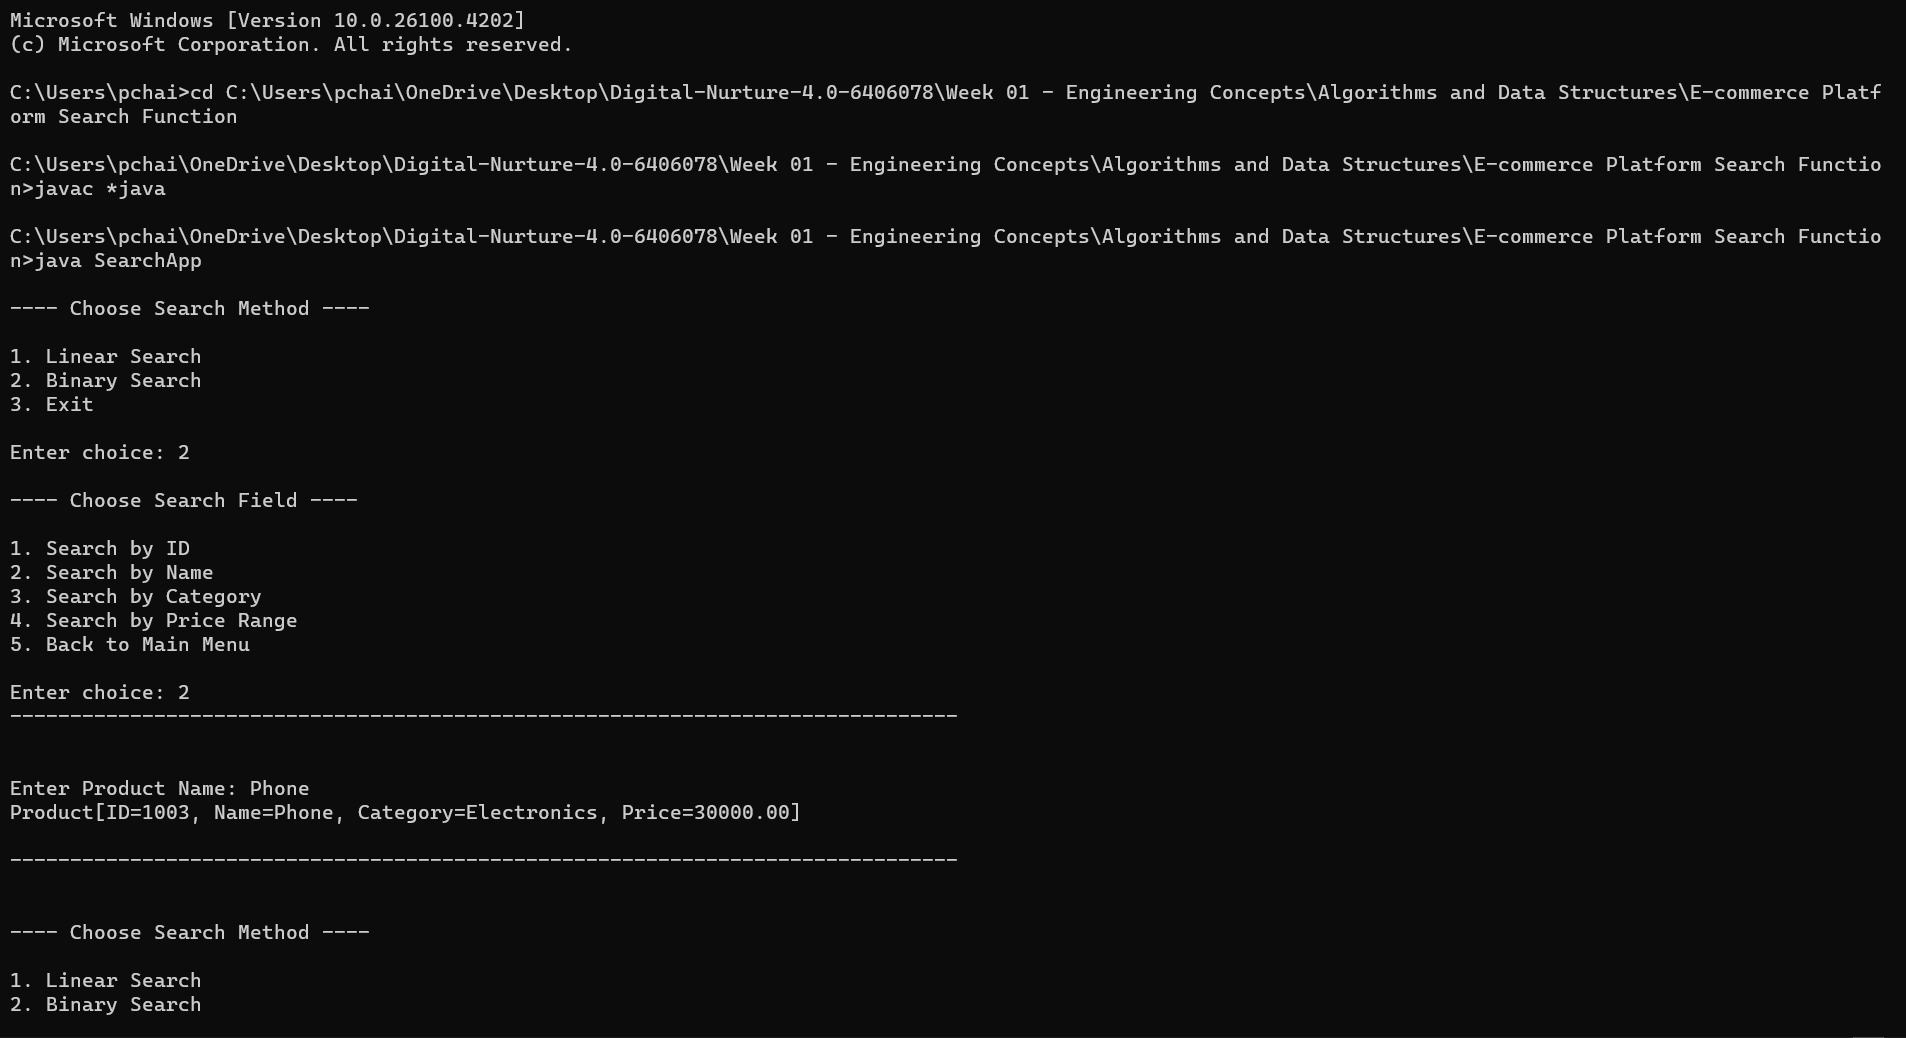 Microsoft Windows [Version 10.0.26100.4202]
(c) Microsoft Corporation. All rights reserved.
C:\Users\pchai>cd C:\Users\pchai\OneDrive\Desktop\Digital-Nurture-4.0-6406078\Week 01 - Engineering Concepts\Algorithms and Data Structures\E-commerce Platf
orm Search Function
C:\Users\pchai\OneDrive\Desktop\Digital-Nurture-4.0-6406078\Week 01 - Engineering Concepts\Algorithms and Data Structures\E-commerce Platform Search Functio
n>javac *java
C:\Users\pchai\OneDrive\Desktop\Digital-Nurture-4.0-6406078\Week 01 - Engineering Concepts\Algorithms and Data Structures\E-commerce Platform Search Functio
n>java SearchApp
---- Choose Search Method ----
1. Linear Search
2. Binary Search
3. Exit
Enter choice: 2
---- Choose Search Field ----
1. Search by ID
2. Search by Name
3. Search by Category
4. Search by Price Range
5. Back to Main Menu
Enter choice: 2
-------------------------------------------------------------------------------
Enter Product Name: Phone
Product[ID=1003, Name=Phone, Category=Electronics, Price=30000.00]
-------------------------------------------------------------------------------
---- Choose Search Method ----
1. Linear Search
2. Binary Search